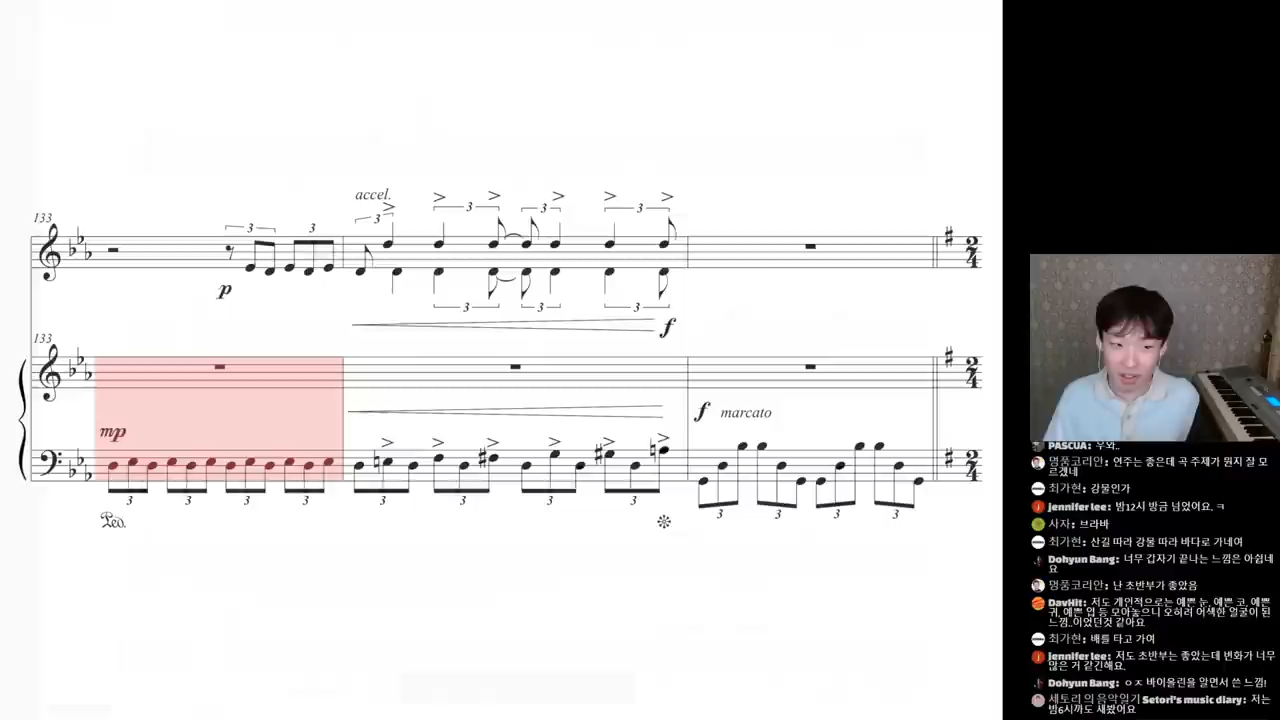 133
3
3
p
accel.
3
3
3
3
3
3
3
f
2
4
133
mp
3
3
3
3
3
3
3
3
Ped.
f marcato
3
3
3
3
2
4
PASCUA: 우와..
명품코리안: 연주는 좋은데 곡 주제가 뭔지 잘 모
르겠네
최가현: 강물인가
jennifer lee: 밤12시 방금 넘었어요. ㅋ
사자: 브라바
최가현: 산길 따라 강물 따라 바다로 가네여
Dohyun Bang: 너무 갑자기 끝나는 느낌은 아쉽네
요
명품코리안: 난 초반부가 좋았음
DavHit: 저도 개인적으로는 예쁜 눈, 예쁜 코, 예쁜
귀, 예쁜 입 등 모아놓으니 오히려 어색한 얼굴이 된
느낌..이었던것 같아요
최가현: 배를 타고 가여
jennifer lee: 저도 초반부는 좋았는데 변화가 너무
많은 거 같긴해요.
Dohyun Bang: ㅇㅈ 바이올린을 알면서 쓴 느낌!
세토리의 음악일기 Setori's music diary: 저는
밤6시까도 새봤어요